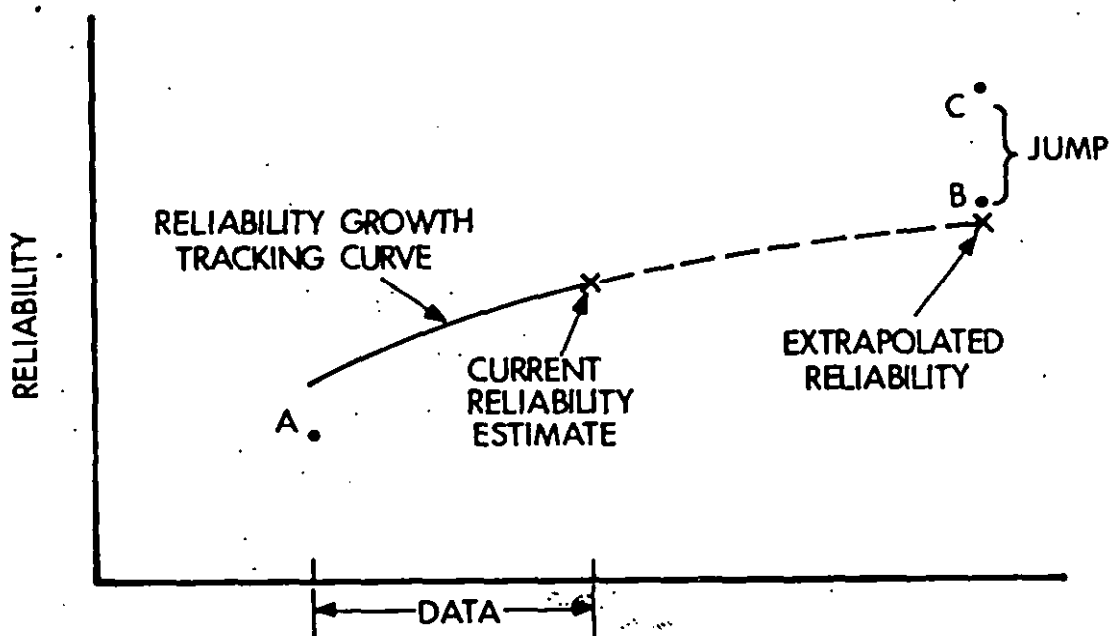 C
JUMP
B
RELIABILITY GROWTH
TRACKING CURVE
RELIABILITY
EXTRAPOLATED
RELIABILITY
CURRENT
RELIABILITY
ESTIMATE
A
DATA